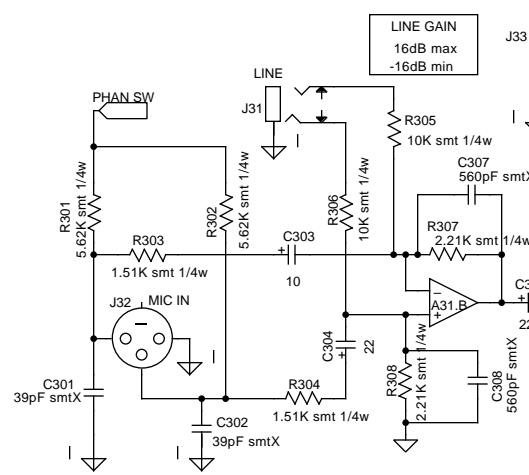 LINE GAIN
16dB max
-16dB min
J33
LINE
PHAN SW
J31
I
I
R305
10K smt 1/4w
C307
560pF smtX
R301
5.62K smt 1/4w
R302
5.62K smt 1/4w
R306
10K smt 1/4w
R303
1.51K smt 1/4w
C303
+
10
R307
2.21K smt 1/4w
J32
MIC IN
A31.B
−
+
C3
+
22
C304
+
22
I
C301
39pF smtX
R304
1.51K smt 1/4w
R308
2.21K smt 1/4w
C308
560pF smtX
C302
39pF smtX
I
I